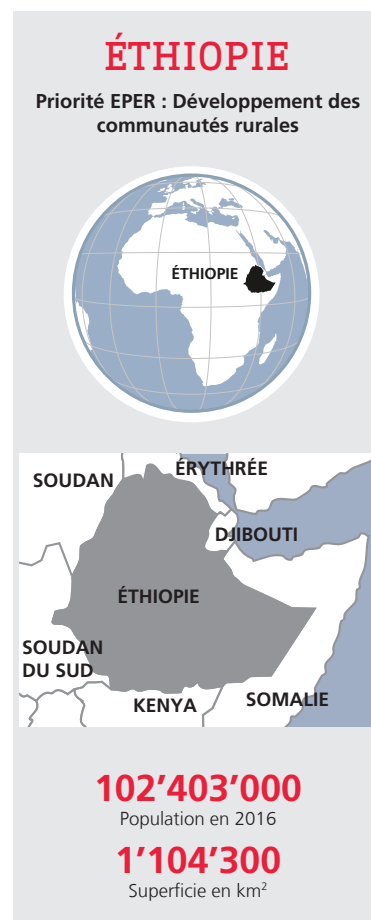 ÉTHIOPIE
Priorité EPER : Développement des
communautés rurales
ÉTHIOPIE
SOUDAN
ÉRYTHRÉE
DJIBOUTI
ÉTHIOPIE
SOUDAN
DU SUD
KENYA
SOMALIE
102’403’000
Population en 2016
1’104’300
Superficie en km²